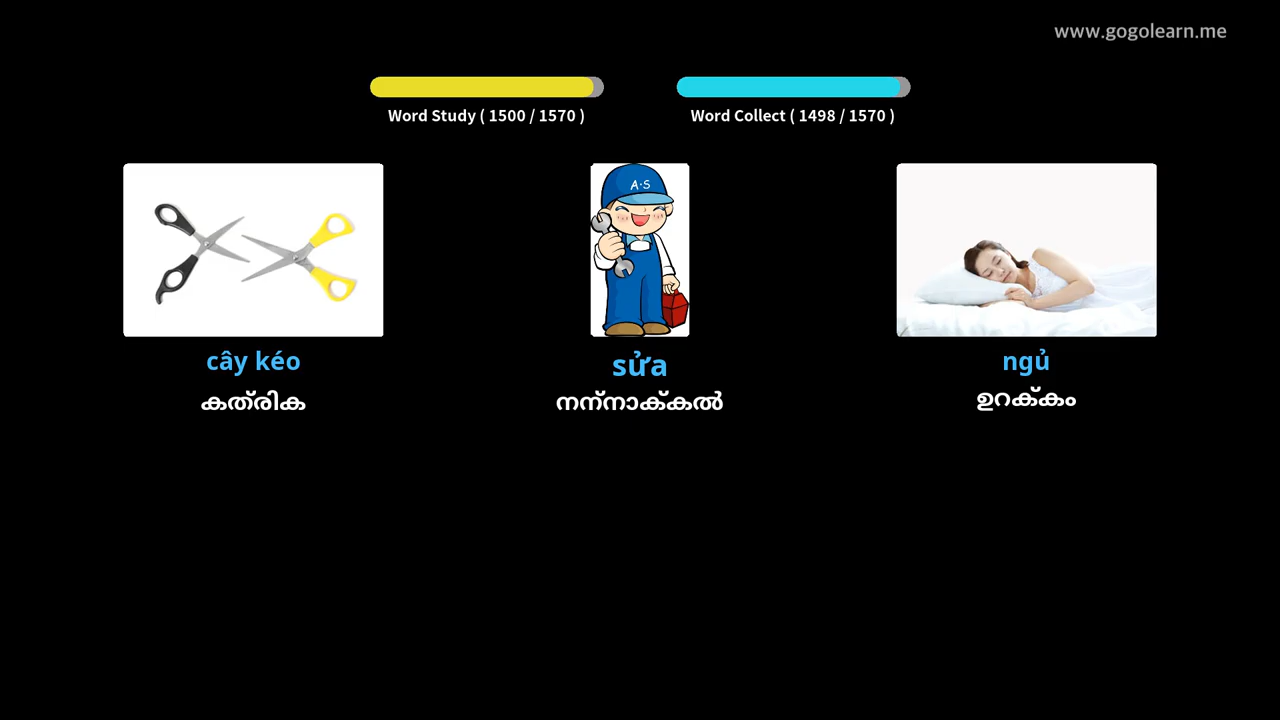 www.gogolearn.me
Word Study ( 1500 / 1570 )
Word Collect ( 1498 / 1570 )
A·S
cây kéo
sửa
ngủ
കത്രിക
നന്നാക്കൽ
ഉറക്കം